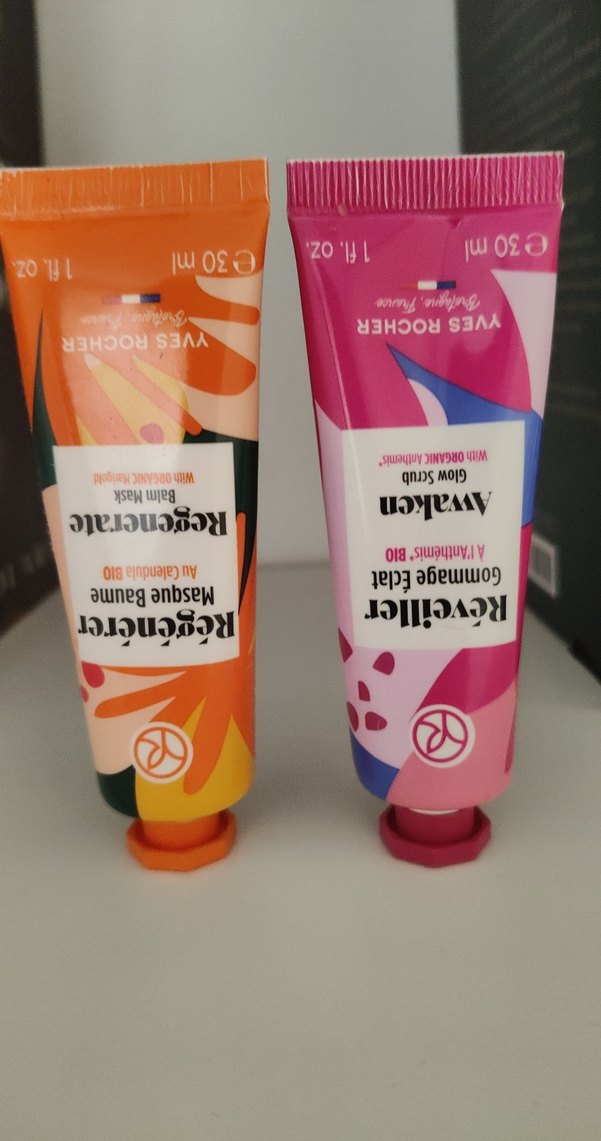 Régénérer
Masque Baume
Au Calendula BIO
Regenerate
Balm Mask
With ORGANIC Marigold
YVES ROCHER
Bretagne, France
℮ 30 ml 1 fl. oz.
Réveiller
Gommage Éclat
À l'Anthémis* BIO
Awaken
Glow Scrub
With ORGANIC Anthemis*
YVES ROCHER
Bretagne, France
℮ 30 ml 1 fl. oz.